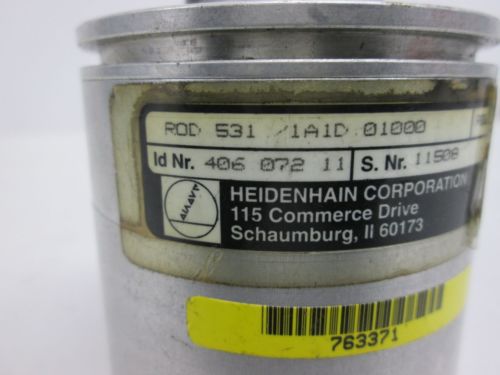 ROD 531 /1A1D 01000
Id Nr. 406 072 11 S. Nr. 11508
HEIDENHAIN CORPORATION
115 Commerce Drive
Schaumburg, Il 60173
763371